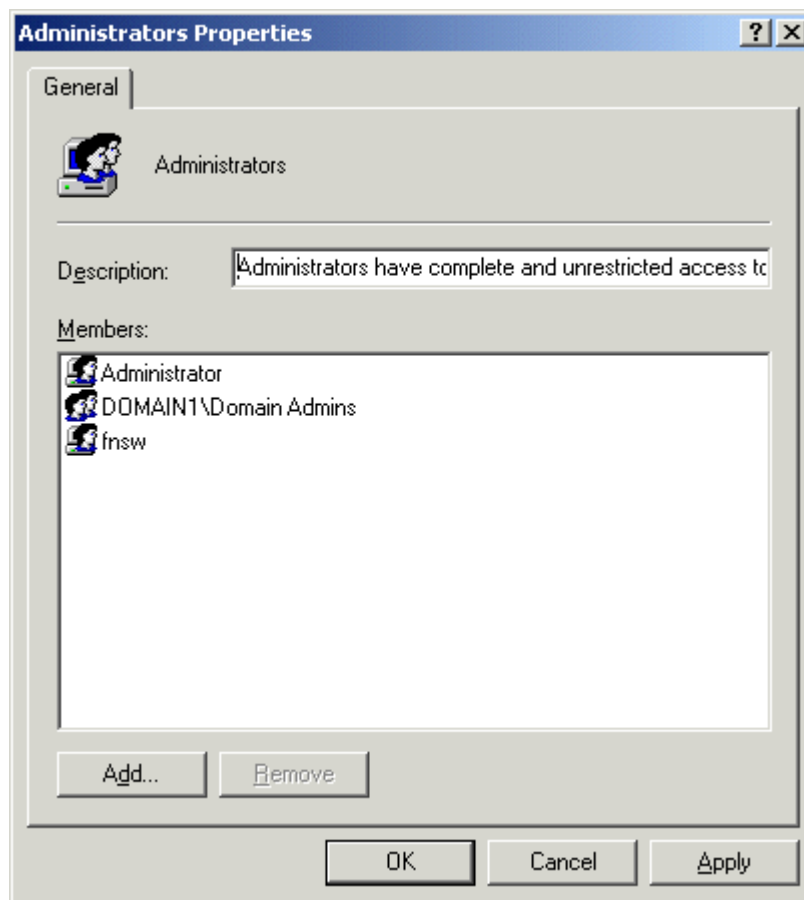 Administrators Properties
General
Administrators
Description: Administrators have complete and unrestricted access to
Members:
Administrator
DOMAIN1\Domain Admins
fnsw
Add... Remove
OK Cancel Apply